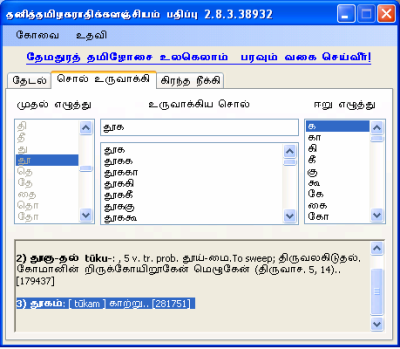 தனித்தமிழகராதிக்களஞ்சியம் பதிப்பு 2.8.3.38932
கோவை உதவி
தேமதுரத் தமிழோசை உலகெலாம் பரவும் வகை செய்வீர்!
தேடல் சொல் உருவாக்கி கிரந்த நீக்கி
முதல் எழுத்து உருவாக்கிய சொல் ஈறு எழுத்து
தி
தீ
து
தூ
தெ
தே
தை
தொ
தோ
தூக
தூக
தூகக
தூககா
தூககி
தூககீ
தூககு
தூககூ
க
கா
கி
கீ
கு
கூ
கே
கை
கோ
2) தூகு-தல் tūku-: , 5 v. tr. prob. தூய்-மை.To sweep; திருவலகிடுதல்.
கோமானின் றிருக்கோயிறூகேன் மெழுகேன் (திருவாச. 5, 14)..
[179437]
3) தூகம்: [ tūkam ] காற்று.. [281751]